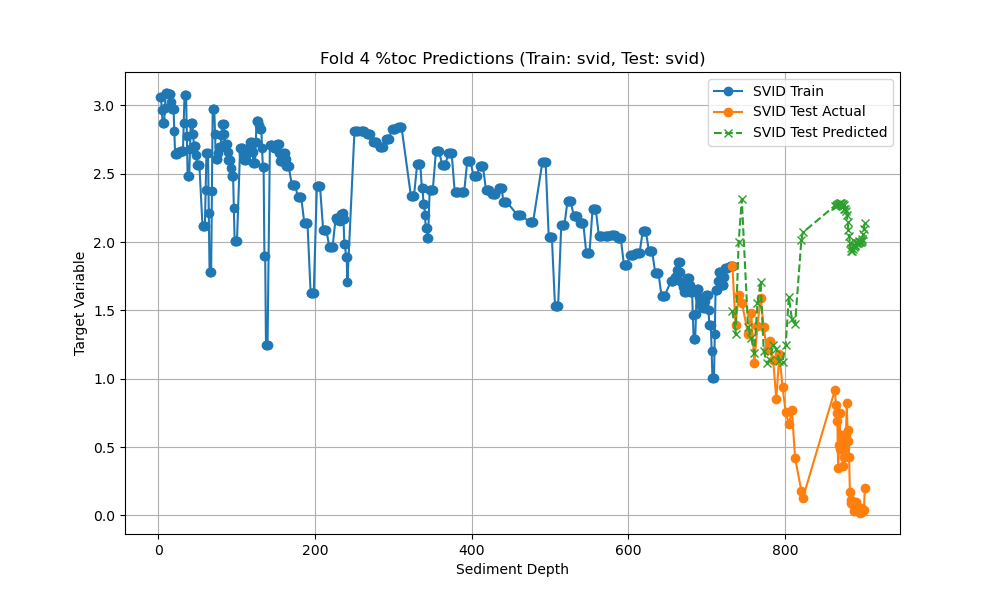 Fold 4 %toc Predictions (Train: svid, Test: svid)
SVID Train
SVID Test Actual
SVID Test Predicted
Target Variable
3.0
2.5
2.0
1.5
1.0
0.5
0.0
0 200 400 600 800
Sediment Depth